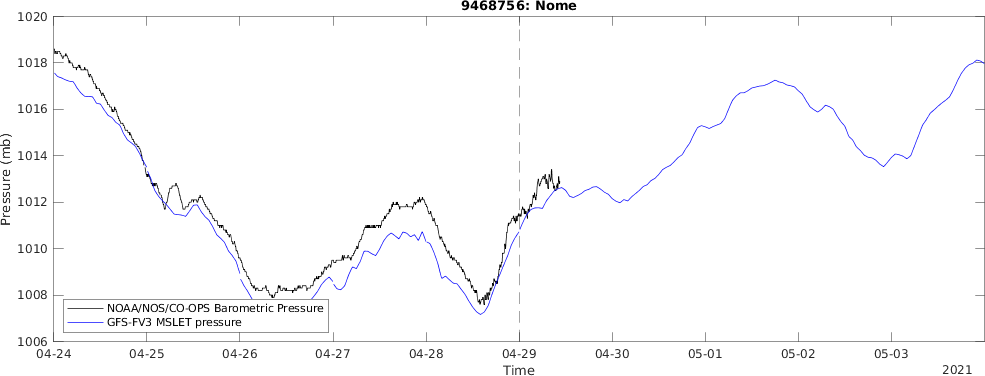 9468756: Nome
1020
1018
1016
1014
1012
1010
1008
1006
Pressure (mb)
NOAA/NOS/CO-OPS Barometric Pressure
GFS-FV3 MSLET pressure
04-24 04-25 04-26 04-27 04-28 04-29 04-30 05-01 05-02 05-03
Time
2021